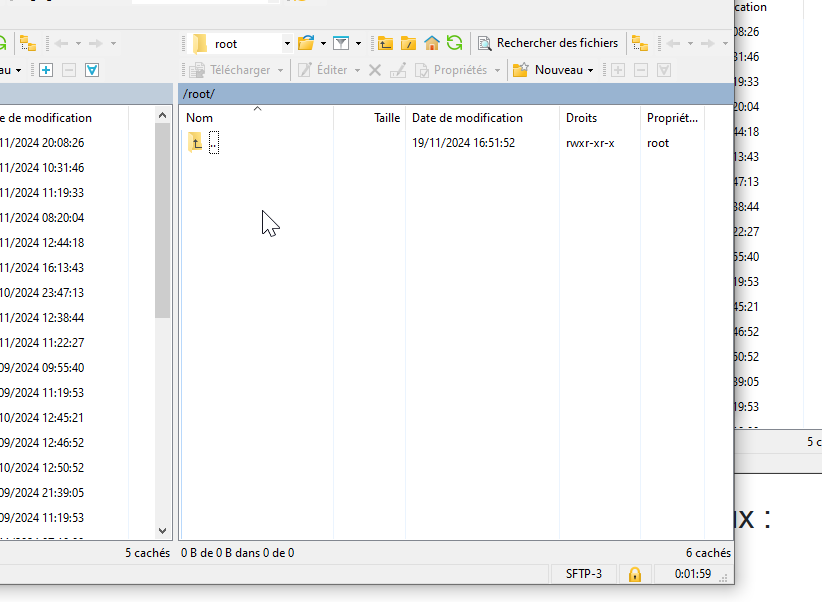 cation
root
Rechercher des fichiers
au
Télécharger
Éditer
Propriétés
Nouveau
/root/
e de modification
Nom
Taille
Date de modification
Droits
Propriét...
..
19/11/2024 16:51:52
rwxr-xr-x
root
11/2024 20:08:26
11/2024 10:31:46
11/2024 11:19:33
11/2024 08:20:04
11/2024 12:44:18
11/2024 16:13:43
10/2024 23:47:13
11/2024 12:38:44
11/2024 11:22:27
09/2024 09:55:40
09/2024 11:19:53
10/2024 12:45:21
09/2024 12:46:52
10/2024 12:50:52
09/2024 21:39:05
09/2024 11:19:53
08:26
31:46
19:33
20:04
44:18
13:43
47:13
38:44
22:27
55:40
19:53
45:21
46:52
50:52
39:05
19:53
5 c
ux :
5 cachés
0 B de 0 B dans 0 de 0
6 cachés
SFTP-3
0:01:59